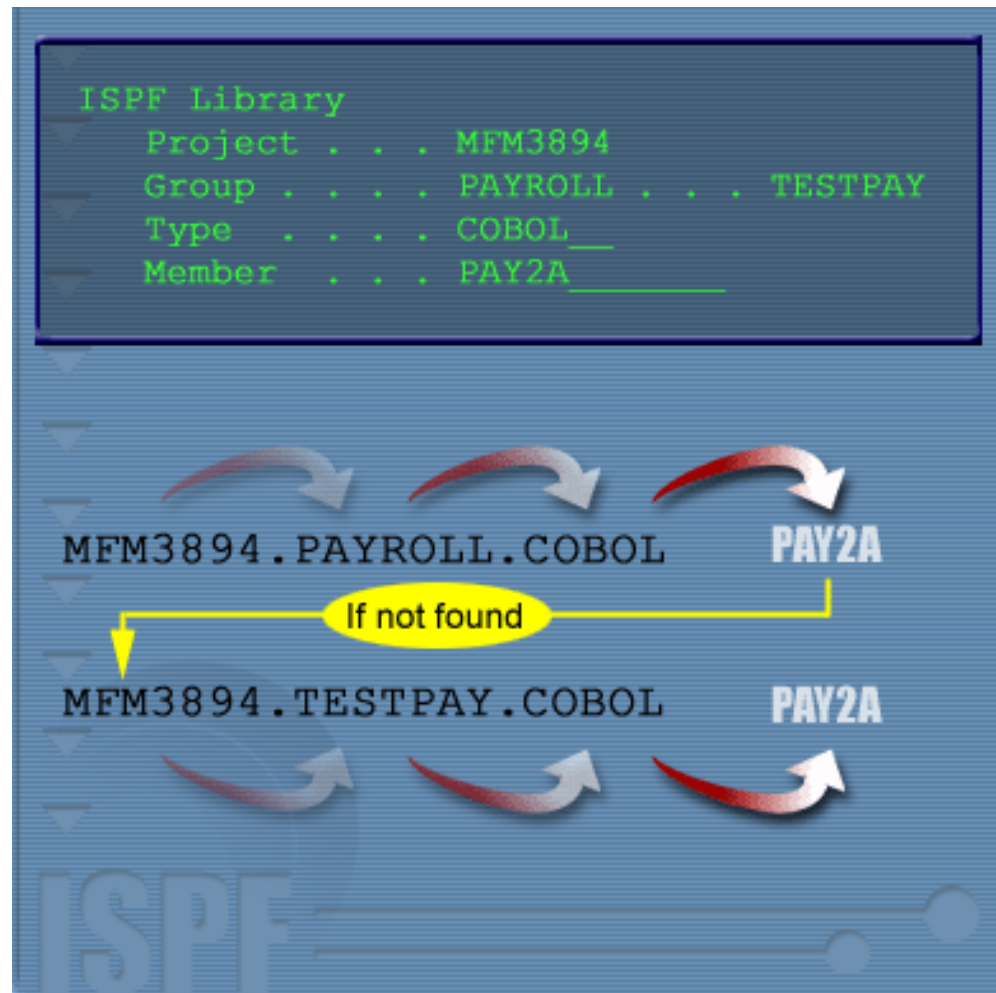 ISPF Library
Project . . . MFM3894
Group . . . . PAYROLL . . . TESTPAY
Type . . . . COBOL__
Member . . . PAY2A_______
MFM3894.PAYROLL.COBOL PAY2A
If not found
MFM3894.TESTPAY.COBOL PAY2A
ISPF